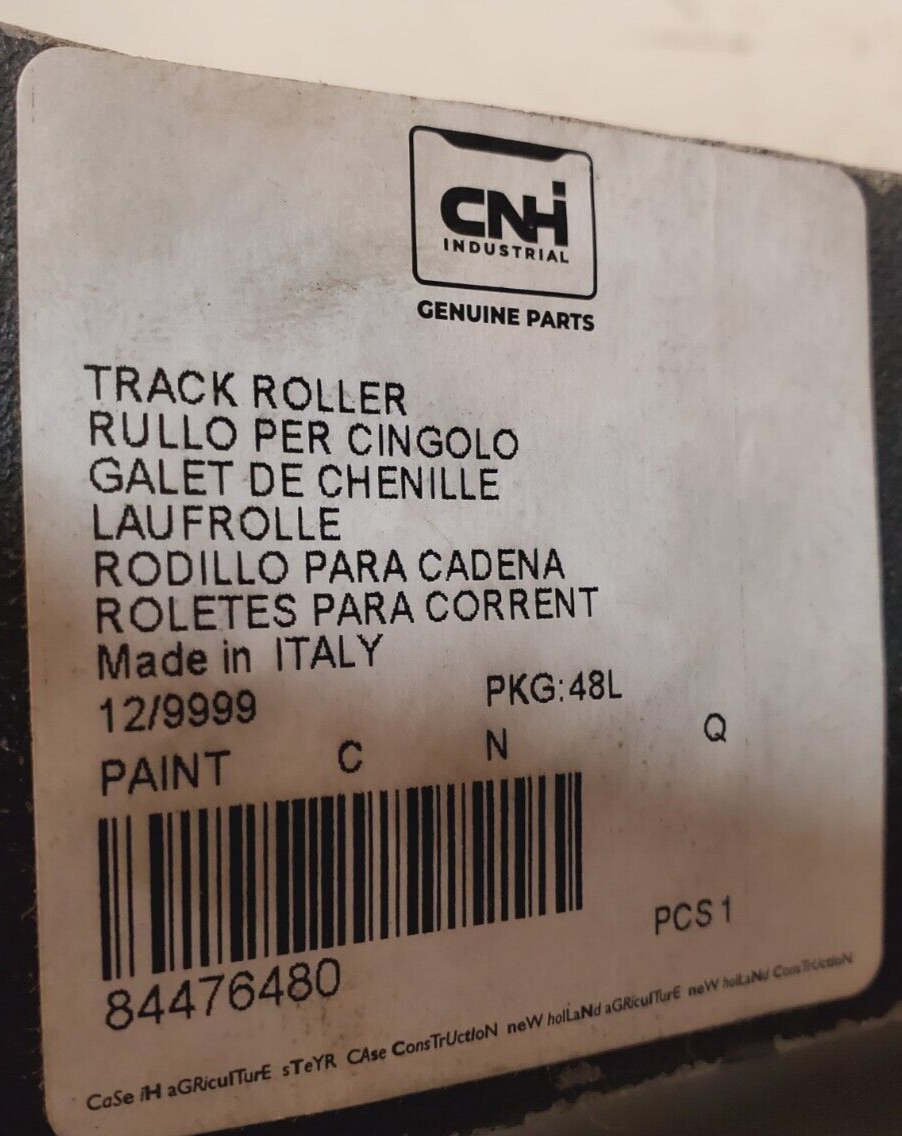 CNHi
INDUSTRIAL
GENUINE PARTS
TRACK ROLLER
RULLO PER CINGOLO
GALET DE CHENILLE
LAUFROLLE
RODILLO PARA CADENA
ROLETES PARA CORRENT
Made in ITALY
12/9999 PKG:48L
PAINT C N Q
PCS 1
84476480
CaSe iH aGRiculTurE sTeYR CAse ConsTrUctIoN neW holLaNd aGRiculTurE neW holLaNd ConsTrUctIoN